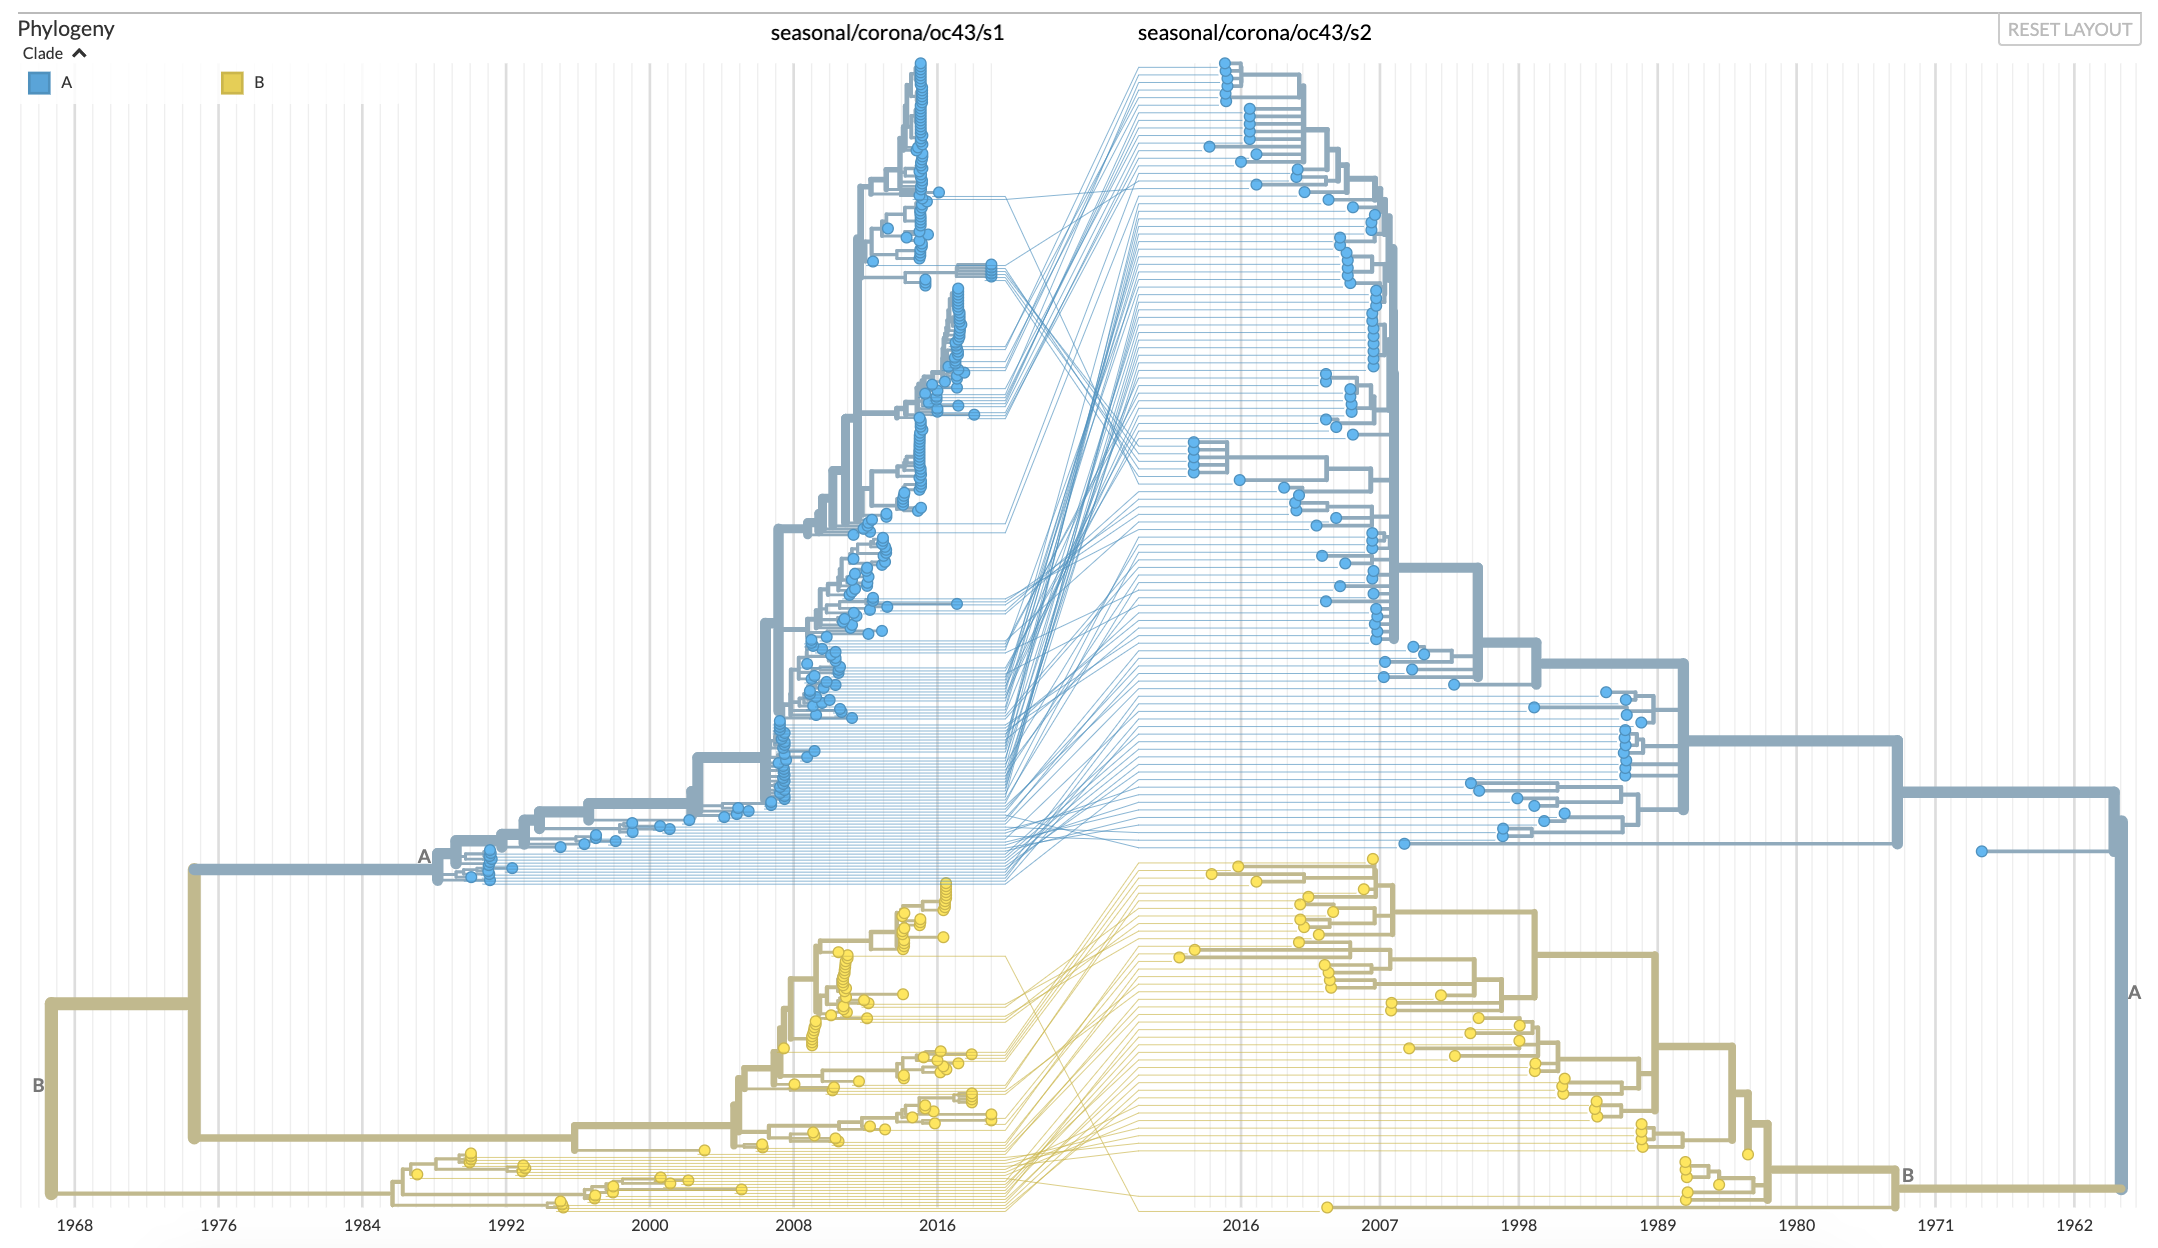 Phylogeny
seasonal/corona/oc43/s1
seasonal/corona/oc43/s2
RESET LAYOUT
Clade
A
B
A
A
B
B
1968
1976
1984
1992
2000
2008
2016
2016
2007
1998
1989
1980
1971
1962